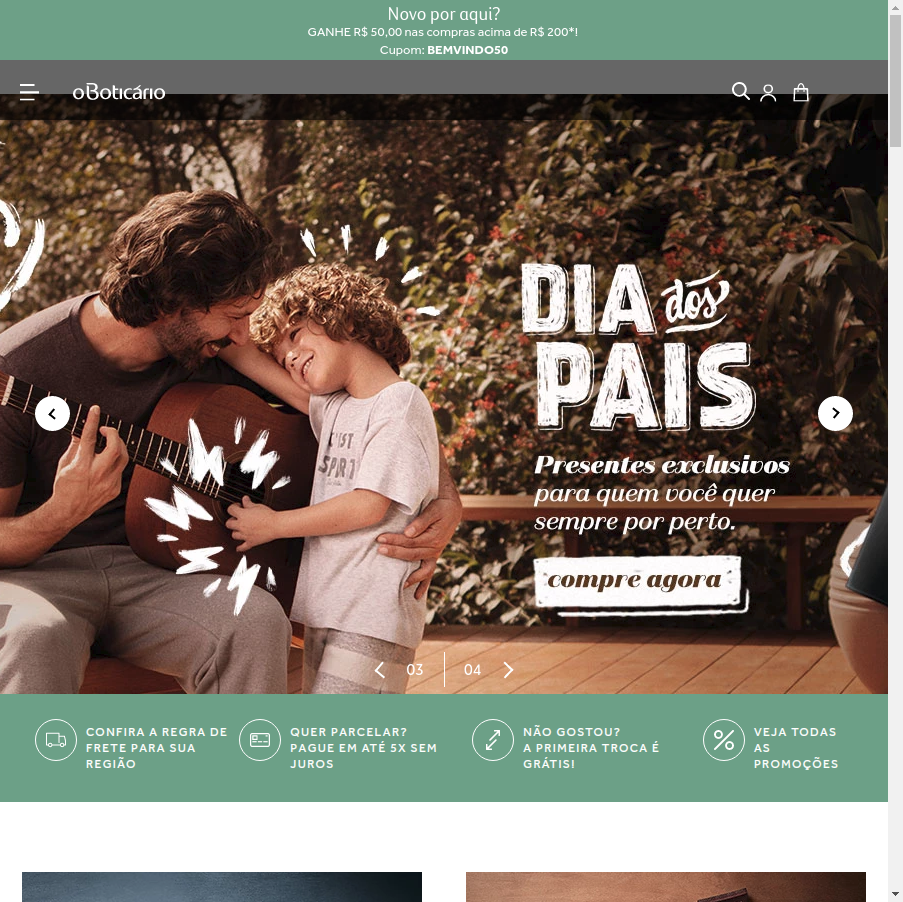 Novo por aqui?
GANHE R$ 50,00 nas compras acima de R$ 200*!
Cupom: BEMVINDO50
oBoticário
DIA dos
PAIS
Presentes exclusivos
para quem você quer
sempre por perto.
compre agora
03
04
CONFIRA A REGRA DE
FRETE PARA SUA
REGIÃO
QUER PARCELAR?
PAGUE EM ATÉ 5X SEM
JUROS
NÃO GOSTOU?
A PRIMEIRA TROCA É
GRÁTIS!
VEJA TODAS
AS
PROMOÇÕES